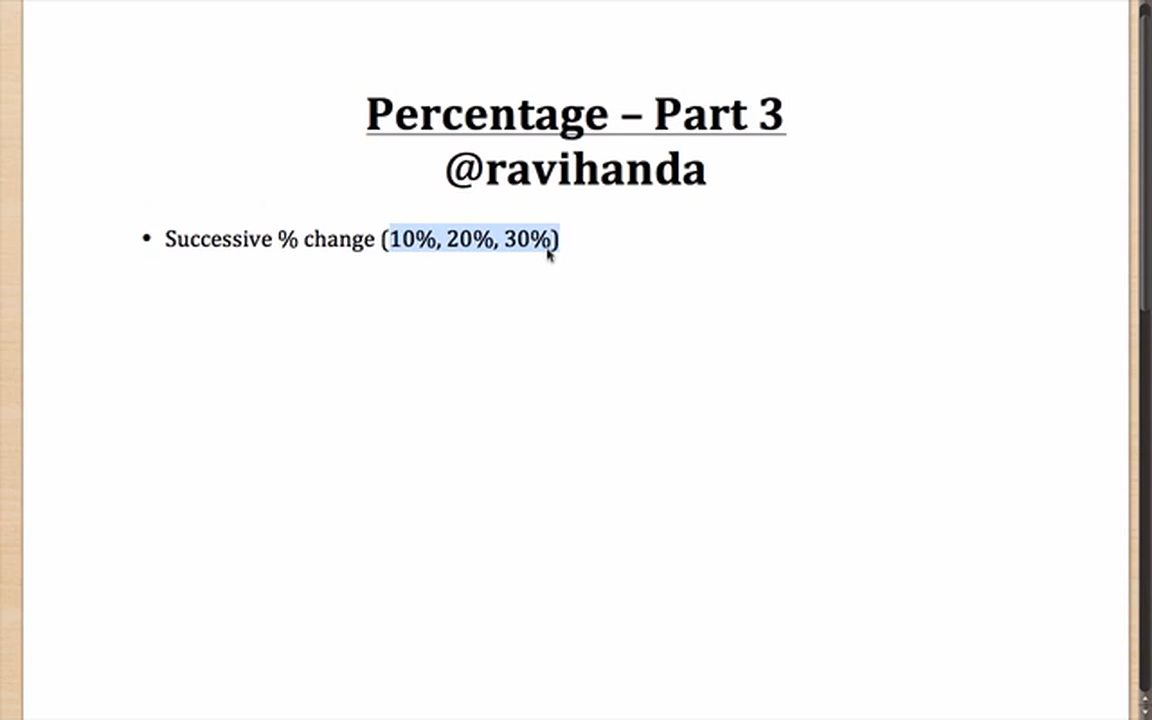 Percentage – Part 3
@ravihanda
• Successive % change (10%, 20%, 30%)